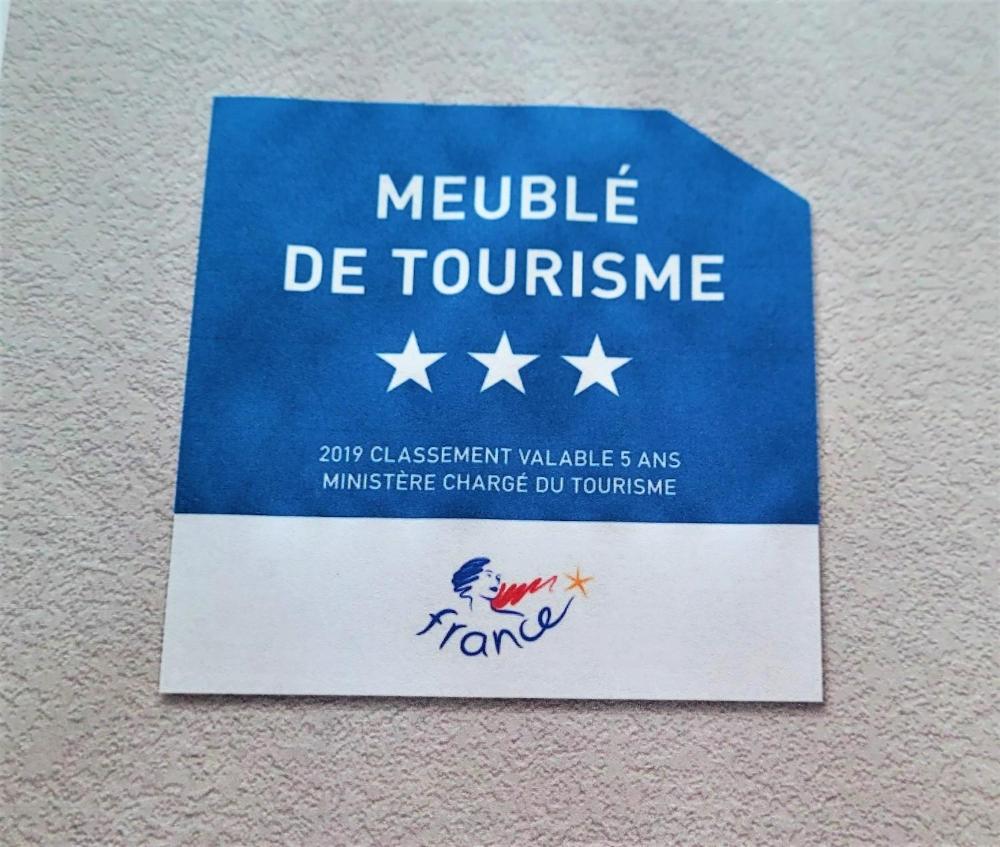 MEUBLÉ
DE TOURISME
2019 CLASSEMENT VALABLE 5 ANS
MINISTÈRE CHARGÉ DU TOURISME
france